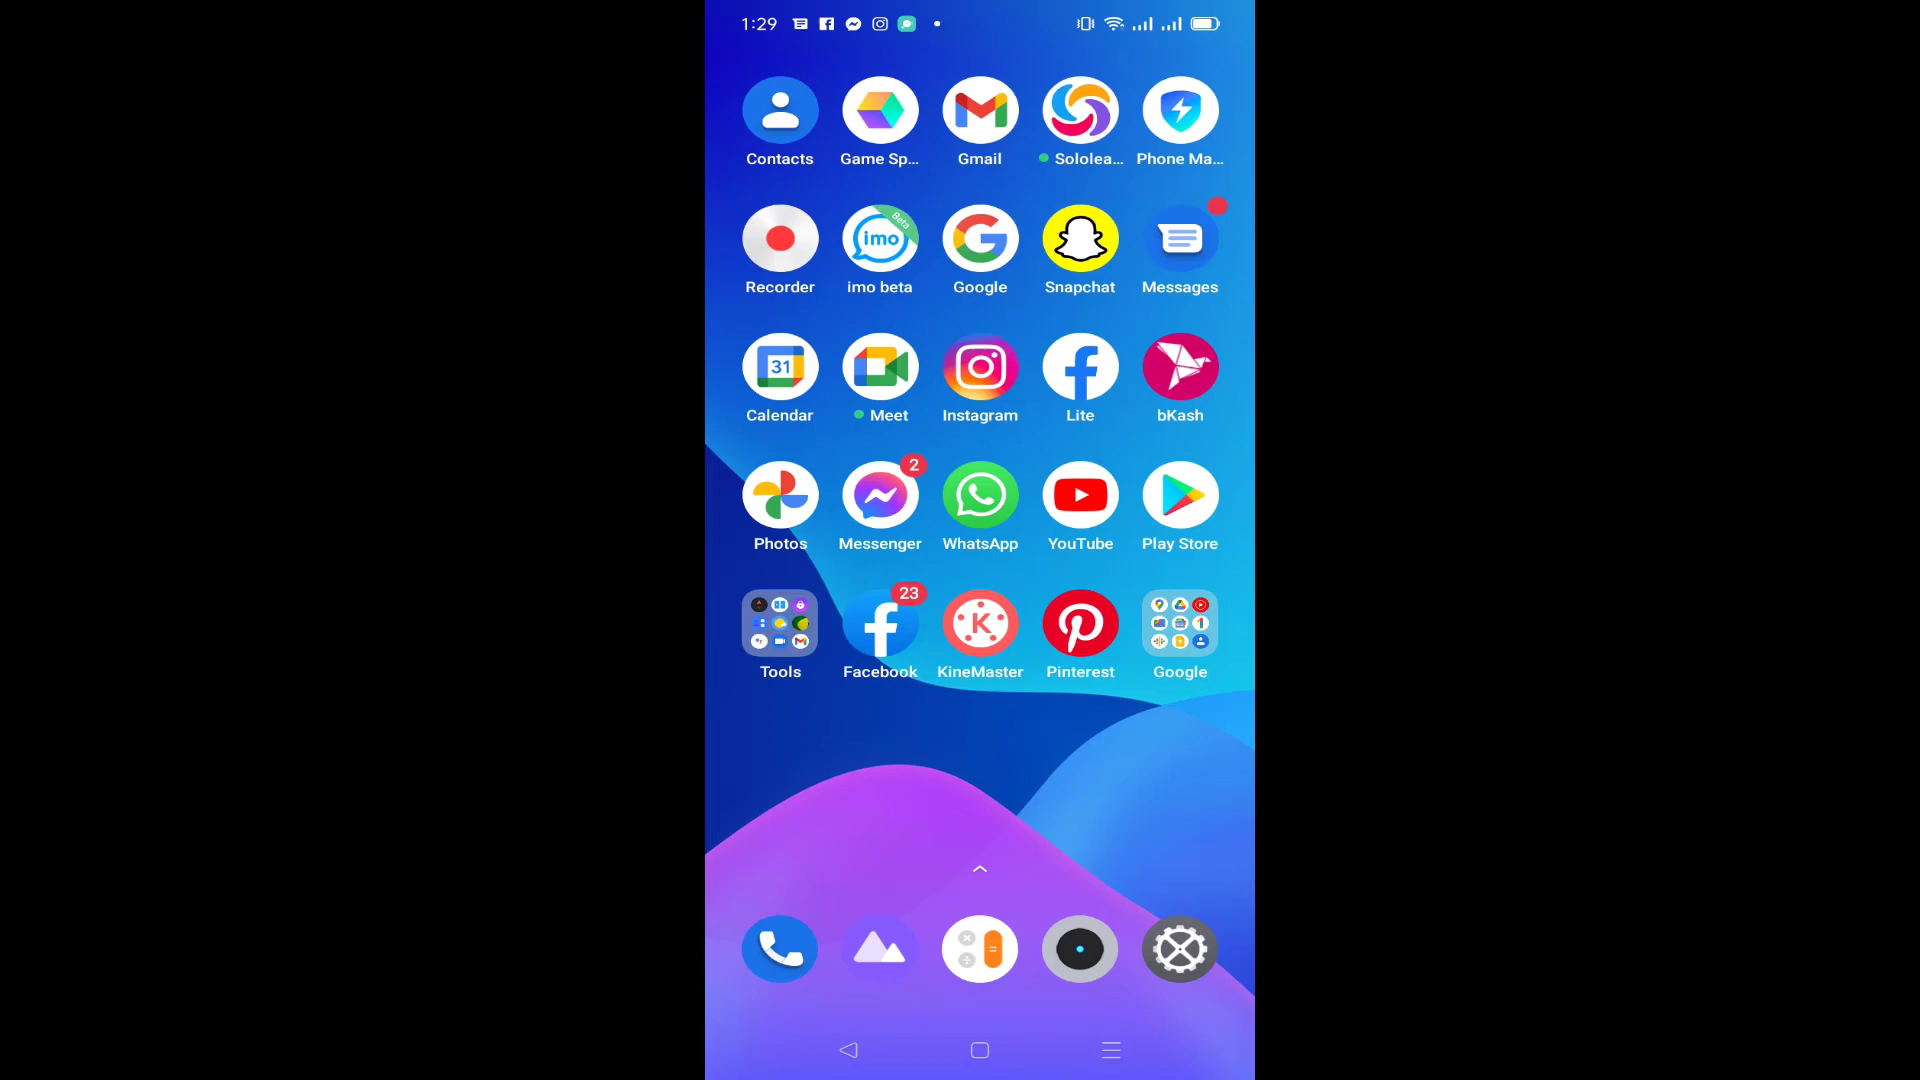 1:29
Contacts Game Sp... Gmail Sololea... Phone Ma...
Beta
imo
Recorder imo beta Google Snapchat Messages
31
Calendar Meet Instagram Lite bKash
2
Photos Messenger WhatsApp YouTube Play Store
23
K
Tools Facebook KineMaster Pinterest Google